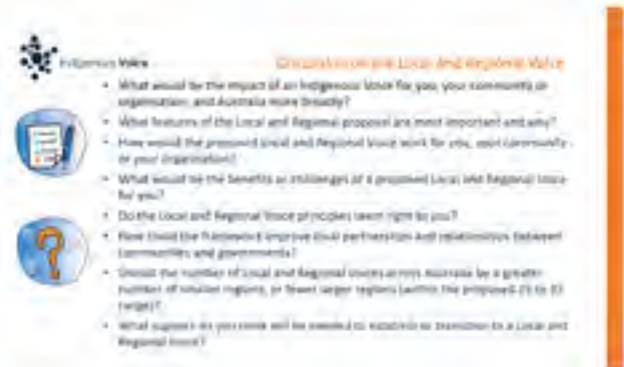 Indigenous Voice
Local And Regional Voice
• What would be the impact of an Indigenous Voice for you, your community or
organisation, and Australia more broadly?
• What features of the Local and Regional proposal are most important and why?
• How would the proposed Local and Regional Voice work for you, your community
or your organisation?
• What would be the benefits or challenges of a proposed Local and Regional Voice
for you?
• Do the Local and Regional Voice principles seem right to you?
• How could the framework improve local partnerships and relationships between
communities and governments?
• Should the number of Local and Regional Voices across Australia be a greater
number of smaller regions, or fewer larger regions (within the proposed 25 to 35
range)?
• What support do you think will be needed to establish or transition to a Local and
Regional Voice?